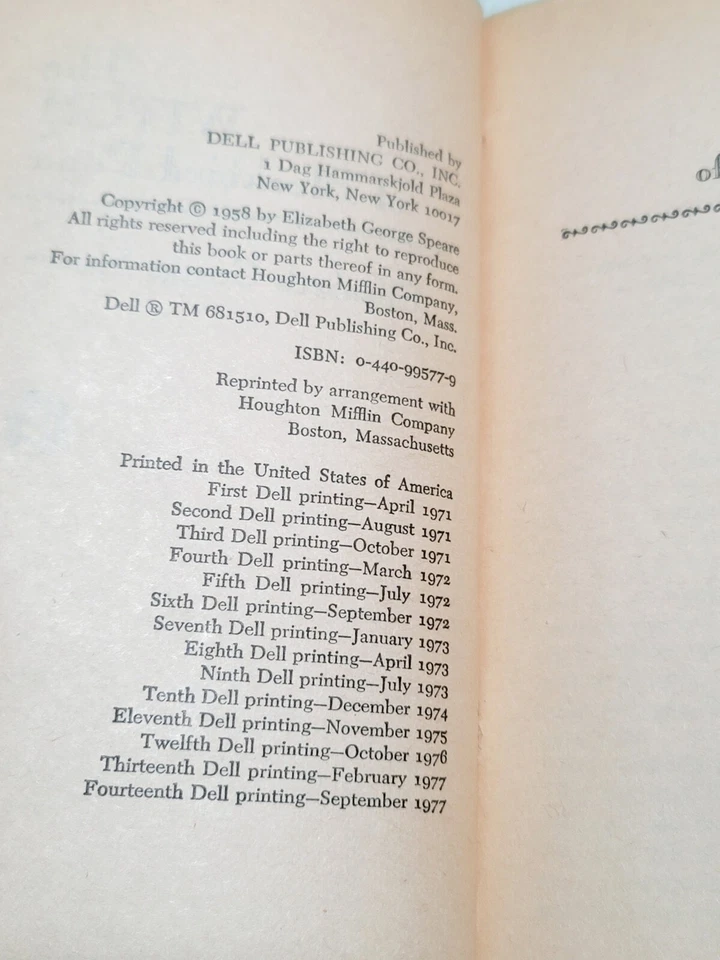 Published by
DELL PUBLISHING CO., INC.
1 Dag Hammarskjold Plaza
New York, New York 10017
Copyright © 1958 by Elizabeth George Speare
All rights reserved including the right to reproduce
this book or parts thereof in any form.
For information contact Houghton Mifflin Company,
Boston, Mass.
Dell ® TM 681510, Dell Publishing Co., Inc.
ISBN: 0-440-99577-9
Reprinted by arrangement with
Houghton Mifflin Company
Boston, Massachusetts
Printed in the United States of America
First Dell printing—April 1971
Second Dell printing—August 1971
Third Dell printing—October 1971
Fourth Dell printing—March 1972
Fifth Dell printing—July 1972
Sixth Dell printing—September 1972
Seventh Dell printing—January 1973
Eighth Dell printing—April 1973
Ninth Dell printing—July 1973
Tenth Dell printing—December 1974
Eleventh Dell printing—November 1975
Twelfth Dell printing—October 1976
Thirteenth Dell printing—February 1977
Fourteenth Dell printing—September 1977